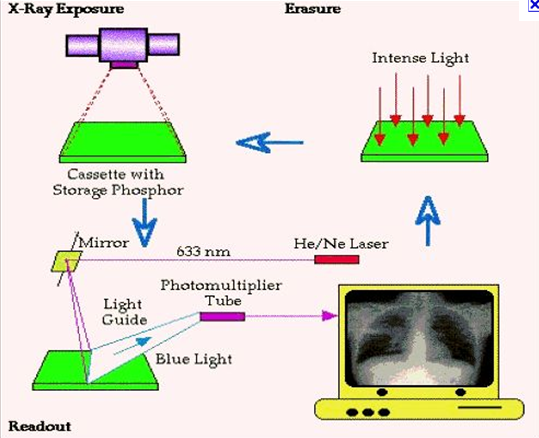 X-Ray Exposure
Erasure
Intense Light
Cassette with
Storage Phosphor
Mirror
633 nm
He/Ne Laser
Photomultiplier
Tube
Light
Guide
Blue Light
Readout